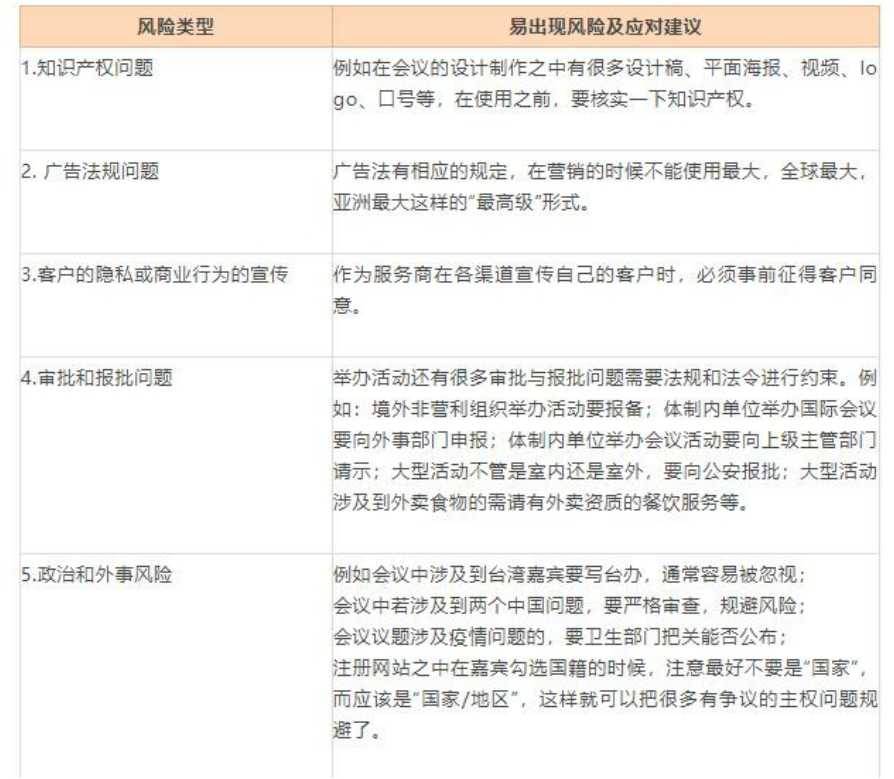 风险类型
易出现风险及应对建议
1.知识产权问题
例如在会议的设计制作之中有很多设计稿、平面海报、视频、lo
go、口号等，在使用之前，要核实一下知识产权。
2. 广告法规问题
广告法有相应的规定，在营销的时候不能使用最大，全球最大，
亚洲最大这样的“最高级”形式。
3.客户的隐私或商业行为的宣传
作为服务商在各渠道宣传自己的客户时，必须事前征得客户同
意。
4.审批和报批问题
举办活动还有很多审批与报批问题需要法规和法令进行约束。例
如：境外非营利组织举办活动要报备；体制内单位举办国际会议
要向外事部门申报；体制内单位举办会议活动要向上级主管部门
请示；大型活动不管是室内还是室外，要向公安报批；大型活动
涉及到外卖食物的需请有外卖资质的餐饮服务等。
5.政治和外事风险
例如会议中涉及到台湾嘉宾要写台办，通常容易被忽视；
会议中若涉及到两个中国问题，要严格审查，规避风险；
会议议题涉及疫情问题的，要卫生部门把关能否公布；
注册网站之中在嘉宾勾选国籍的时候，注意最好不要是“国家”，
而应该是“国家/地区”，这样就可以把很多有争议的主权问题规
避了。